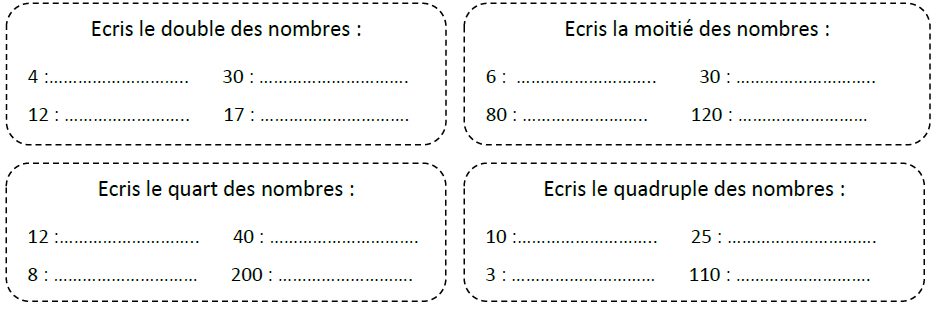 Ecris le double des nombres :
4 :……………………….. 30 : ………………………….
12 : …………………….. 17 : ………………………….
Ecris la moitié des nombres :
6 : ……………………….. 30 : ………………………..
80 : …………………….. 120 : ………………………
Ecris le quart des nombres :
12 :……………………….. 40 : ………………………….
8 : ………………………… 200 : ……………………….
Ecris le quadruple des nombres :
10 :……………………….. 25 : ………………………….
3 : ………………………… 110 : ……………………….